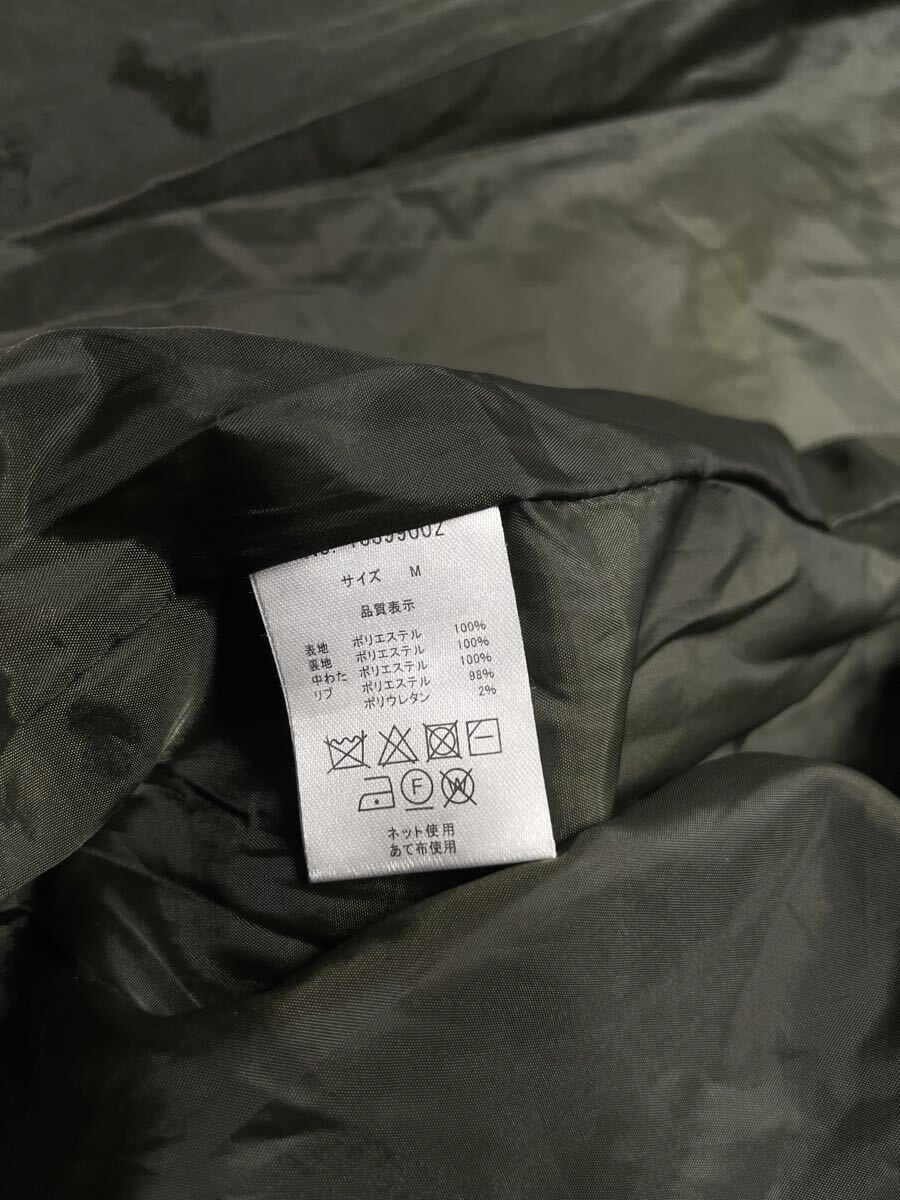 サイズ M
品質表示
表地 ポリエステル 100%
裏地 ポリエステル 100%
中わた ポリエステル 100%
リブ ポリエステル 98%
ポリウレタン 2%
F W
ネット使用
あて布使用